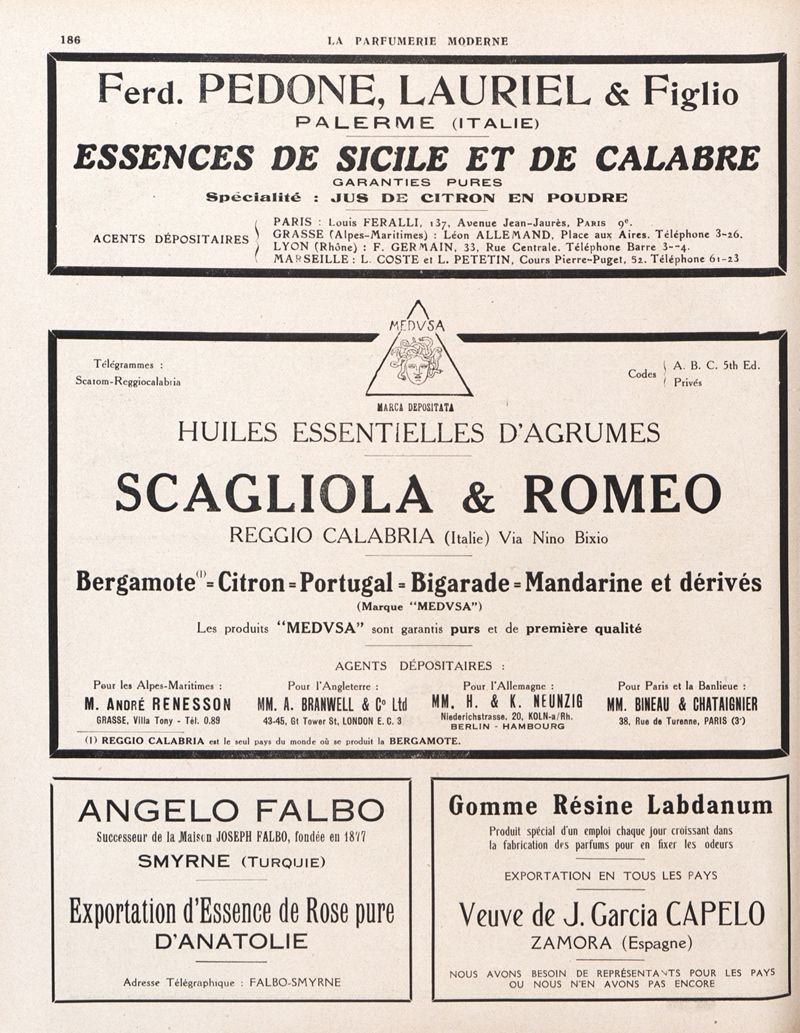 186
LA PARFUMERIE MODERNE
Ferd. PEDONE, LAURIEL & Figlio
PALERME (ITALIE)
ESSENCES DE SICILE ET DE CALABRE
GARANTIES PURES
Spécialité : JUS DE CITRON EN POUDRE
AGENTS DÉPOSITAIRES
PARIS : Louis FERALLI, 137, Avenue Jean-Jaurès, PARIS 9e.
GRASSE (Alpes-Maritimes) : Léon ALLEMAND, Place aux Aires. Téléphone 3-26.
LYON (Rhône) : F. GERMAIN, 33, Rue Centrale. Téléphone Barre 3--4.
MARSEILLE : L. COSTE et L. PETETIN, Cours Pierre-Puget, 52. Téléphone 61-23
MEDVSA
MARCA DEPOSITATA
Télégrammes :
Scarom-Reggiocalabria
Codes
A. B. C. 5th Ed.
Privés
HUILES ESSENTIELLES D'AGRUMES
SCAGLIOLA & ROMEO
REGGIO CALABRIA (Italie) Via Nino Bixio
Bergamote(1)=Citron=Portugal=Bigarade=Mandarine et dérivés
(Marque "MEDVSA")
Les produits "MEDVSA" sont garantis purs et de première qualité
AGENTS DÉPOSITAIRES :
Pour les Alpes-Maritimes :
M. ANDRÉ RENESSON
GRASSE, Villa Tony - Tél. 0.89
Pour l'Angleterre :
MM. A. BRANWELL & Co Ltd
43-45, Gt Tower St, LONDON E. C. 3
Pour l'Allemagne :
MM. H. & K. NEUNZIG
Niederichstrasse, 20, KOLN-a/Rh.
BERLIN - HAMBOURG
Pour Paris et la Banlieue :
MM. BINEAU & CHATAIGNIER
38, Rue de Turenne, PARIS (3e)
(1) REGGIO CALABRIA est le seul pays du monde où se produit la BERGAMOTE.
ANGELO FALBO
Successeur de la Maison JOSEPH FALBO, fondée en 1877
SMYRNE (TURQUIE)
Exportation d'Essence de Rose pure
D'ANATOLIE
Adresse Télégraphique : FALBO-SMYRNE
Gomme Résine Labdanum
Produit spécial d'un emploi chaque jour croissant dans
la fabrication des parfums pour en fixer les odeurs
EXPORTATION EN TOUS LES PAYS
Veuve de J. Garcia CAPELO
ZAMORA (Espagne)
NOUS AVONS BESOIN DE REPRÉSENTANTS POUR LES PAYS
OU NOUS N'EN AVONS PAS ENCORE